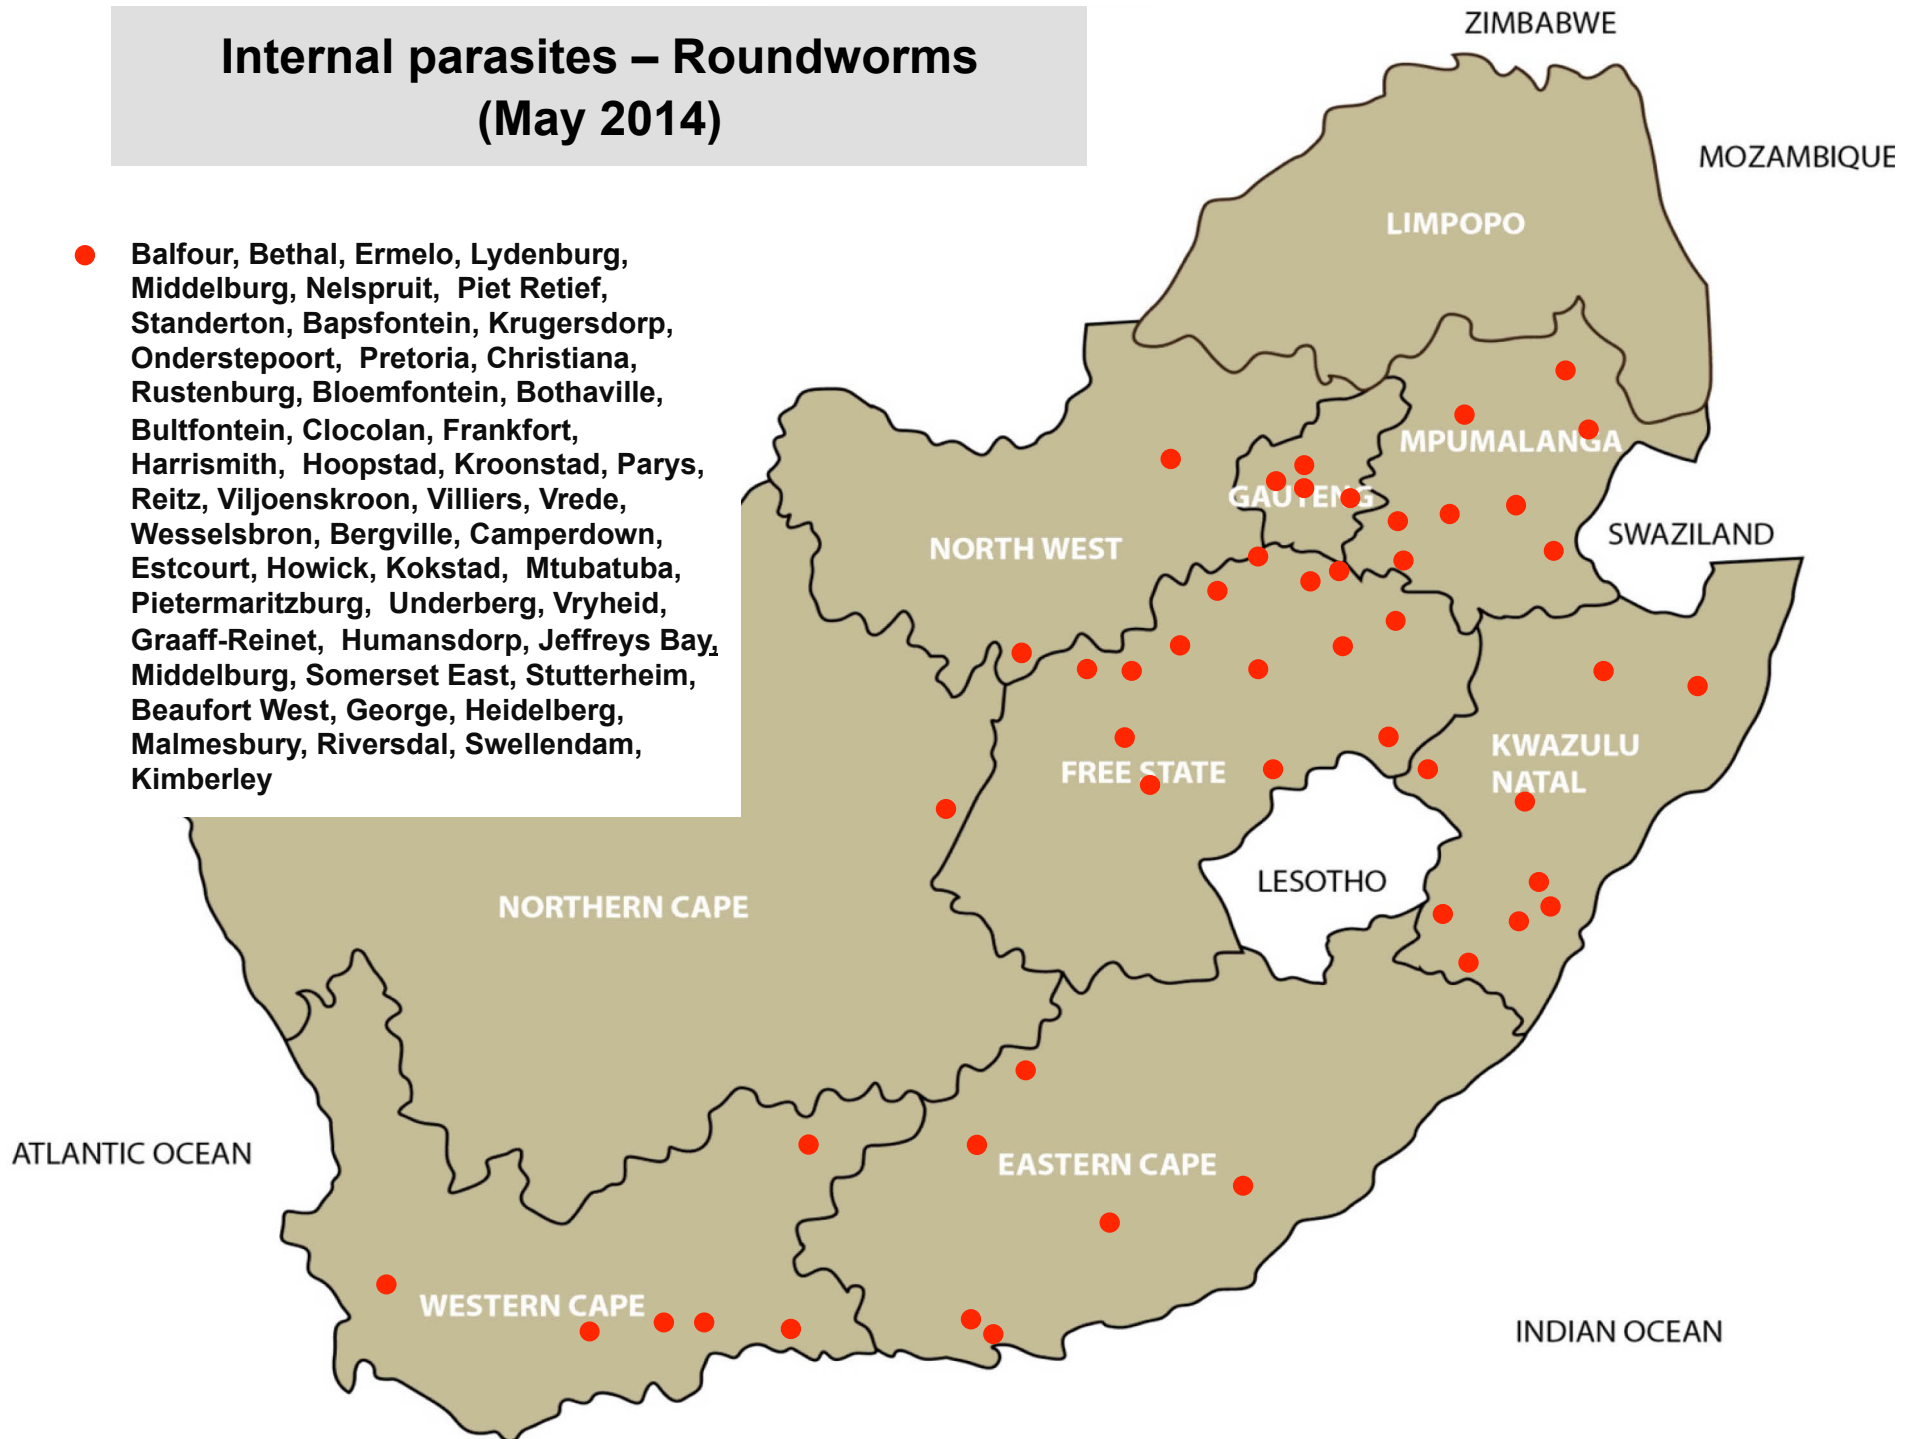 Internal parasites – Roundworms
(May 2014)
Balfour, Bethal, Ermelo, Lydenburg,
Middelburg, Nelspruit, Piet Retief,
Standerton, Bapsfontein, Krugersdorp,
Onderstepoort, Pretoria, Christiana,
Rustenburg, Bloemfontein, Bothaville,
Bultfontein, Clocolan, Frankfort,
Harrismith, Hoopstad, Kroonstad, Parys,
Reitz, Viljoenskroon, Villiers, Vrede,
Wesselsbron, Bergville, Camperdown,
Estcourt, Howick, Kokstad, Mtubatuba,
Pietermaritzburg, Underberg, Vryheid,
Graaff-Reinet, Humansdorp, Jeffreys Bay,
Middelburg, Somerset East, Stutterheim,
Beaufort West, George, Heidelberg,
Malmesbury, Riversdal, Swellendam,
Kimberley
ZIMBABWE
MOZAMBIQUE
LIMPOPO
MPUMALANGA
GAUTENG
SWAZILAND
NORTH WEST
KWAZULU
NATAL
FREE STATE
LESOTHO
NORTHERN CAPE
ATLANTIC OCEAN
EASTERN CAPE
WESTERN CAPE
INDIAN OCEAN